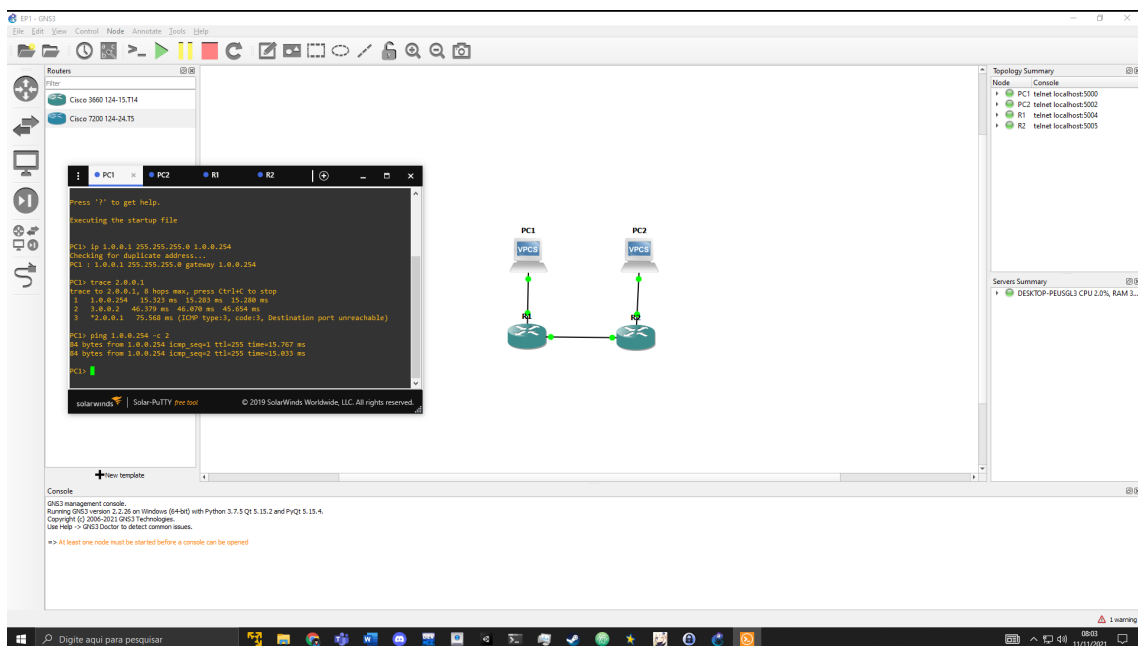 EP1 - GNS3
File Edit View Control Node Annotate Tools Help
Routers
Filter
Cisco 3660 124-15.T14
Cisco 7200 124-24.T5
New template
PC1 × PC2 R1 R2
Press '?' to get help.
Executing the startup file
PC1> ip 1.0.0.1 255.255.255.0 1.0.0.254
Checking for duplicate address...
PC1 : 1.0.0.1 255.255.255.0 gateway 1.0.0.254
PC1> trace 2.0.0.1
trace to 2.0.0.1, 8 hops max, press Ctrl+C to stop
1 1.0.0.254 15.323 ms 15.283 ms 15.280 ms
2 3.0.0.2 46.379 ms 46.070 ms 45.654 ms
3 *2.0.0.1 75.568 ms (ICMP type:3, code:3, Destination port unreachable)
PC1> ping 1.0.0.254 -c 2
84 bytes from 1.0.0.254 icmp_seq=1 ttl=255 time=15.767 ms
84 bytes from 1.0.0.254 icmp_seq=2 ttl=255 time=15.033 ms
PC1>
solarwinds | Solar-PuTTY free tool © 2019 SolarWinds Worldwide, LLC. All rights reserved.
PC1 PC2
VPCS VPCS
R1 R2
Topology Summary
Node Console
PC1 telnet localhost:5000
PC2 telnet localhost:5002
R1 telnet localhost:5004
R2 telnet localhost:5005
Servers Summary
DESKTOP-PEUSGL3 CPU 2.0%, RAM 3...
Console
GNS3 management console.
Running GNS3 version 2.2.26 on Windows (64-bit) with Python 3.7.5 Qt 5.15.2 and PyQt 5.15.4.
Copyright (c) 2006-2021 GNS3 Technologies.
Use Help -> GNS3 Doctor to detect common issues.
=> At least one node must be started before a console can be opened
1 warning
Digite aqui para pesquisar
08:03
11/11/2021